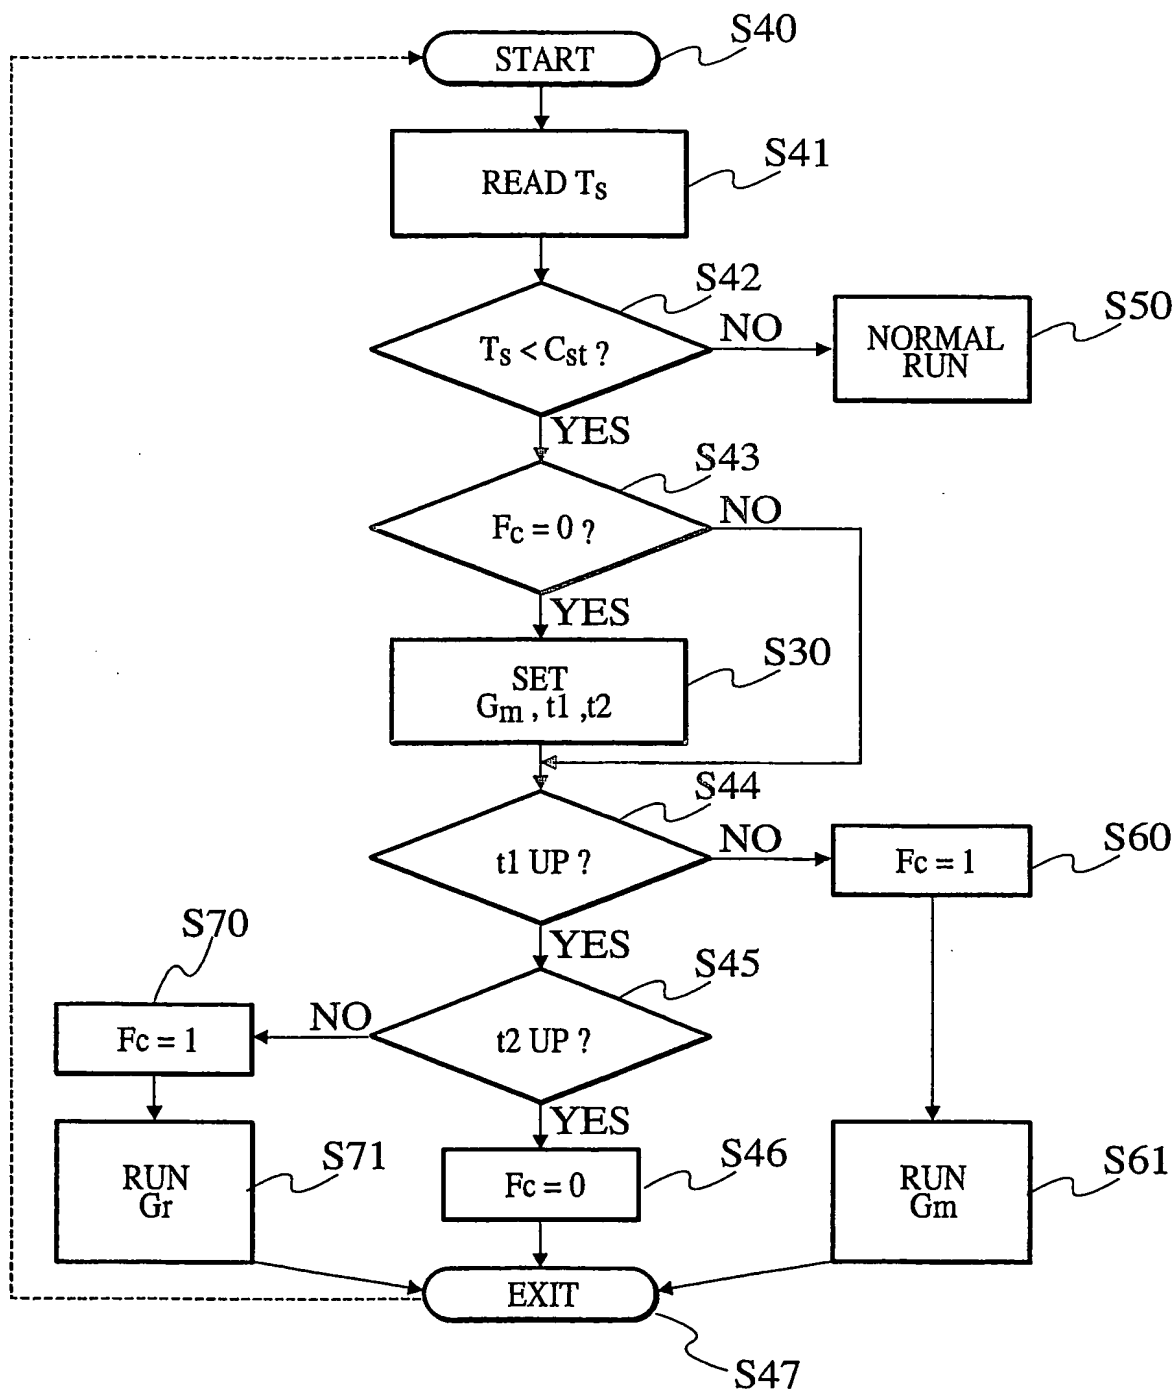 START
S40
READ Ts
S41
S42
Ts < Cst ?
NO
NORMAL
RUN
S50
YES
S43
Fc = 0 ?
NO
YES
S30
SET
Gm , t1 ,t2
S44
t1 UP ?
NO
Fc = 1
S60
YES
S70
S45
t2 UP ?
NO
Fc = 1
YES
S71
RUN
Gr
S46
Fc = 0
S61
RUN
Gm
EXIT
S47